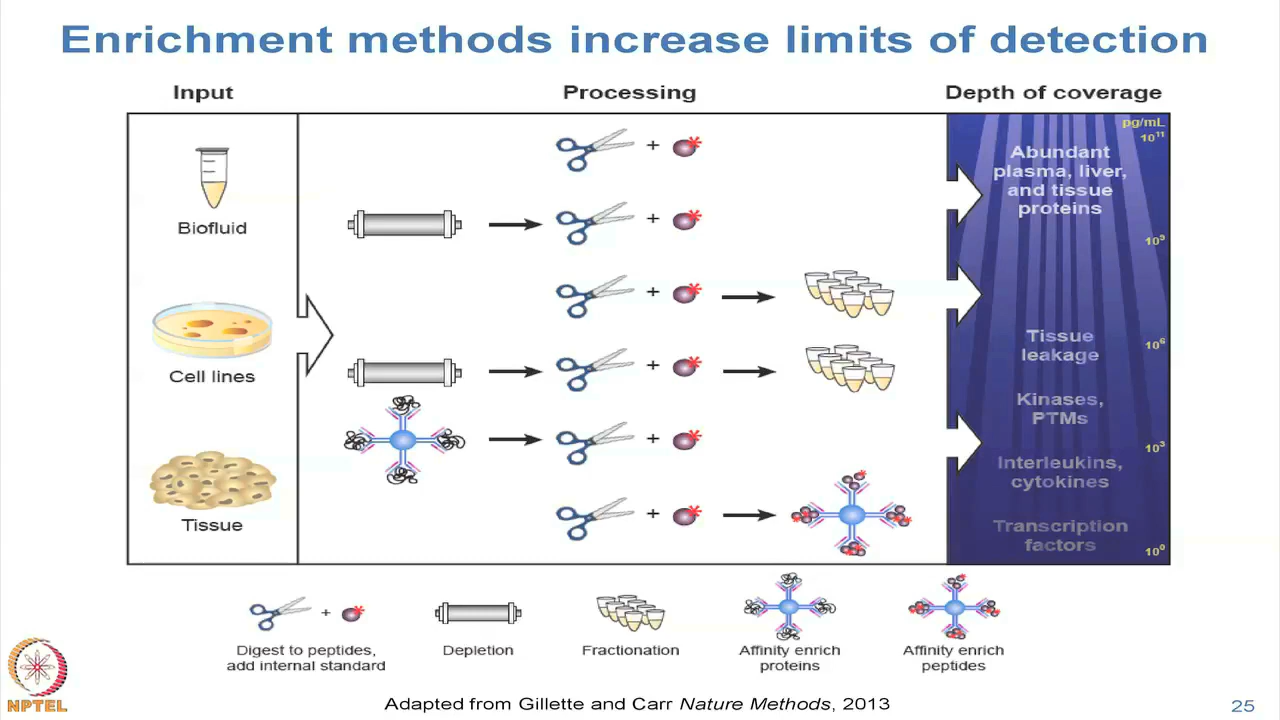 Enrichment methods increase limits of detection
Input
Processing
Depth of coverage
Biofluid
Cell lines
Tissue
+
+
+
+
+
+
pg/mL
10¹¹
Abundant
plasma, liver,
and tissue
proteins
10⁹
Tissue
leakage
10⁶
Kinases,
PTMs
10³
Interleukins,
cytokines
Transcription
factors
10⁰
+
Digest to peptides,
add internal standard
Depletion
Fractionation
Affinity enrich
proteins
Affinity enrich
peptides
NPTEL
Adapted from Gillette and Carr Nature Methods, 2013
25